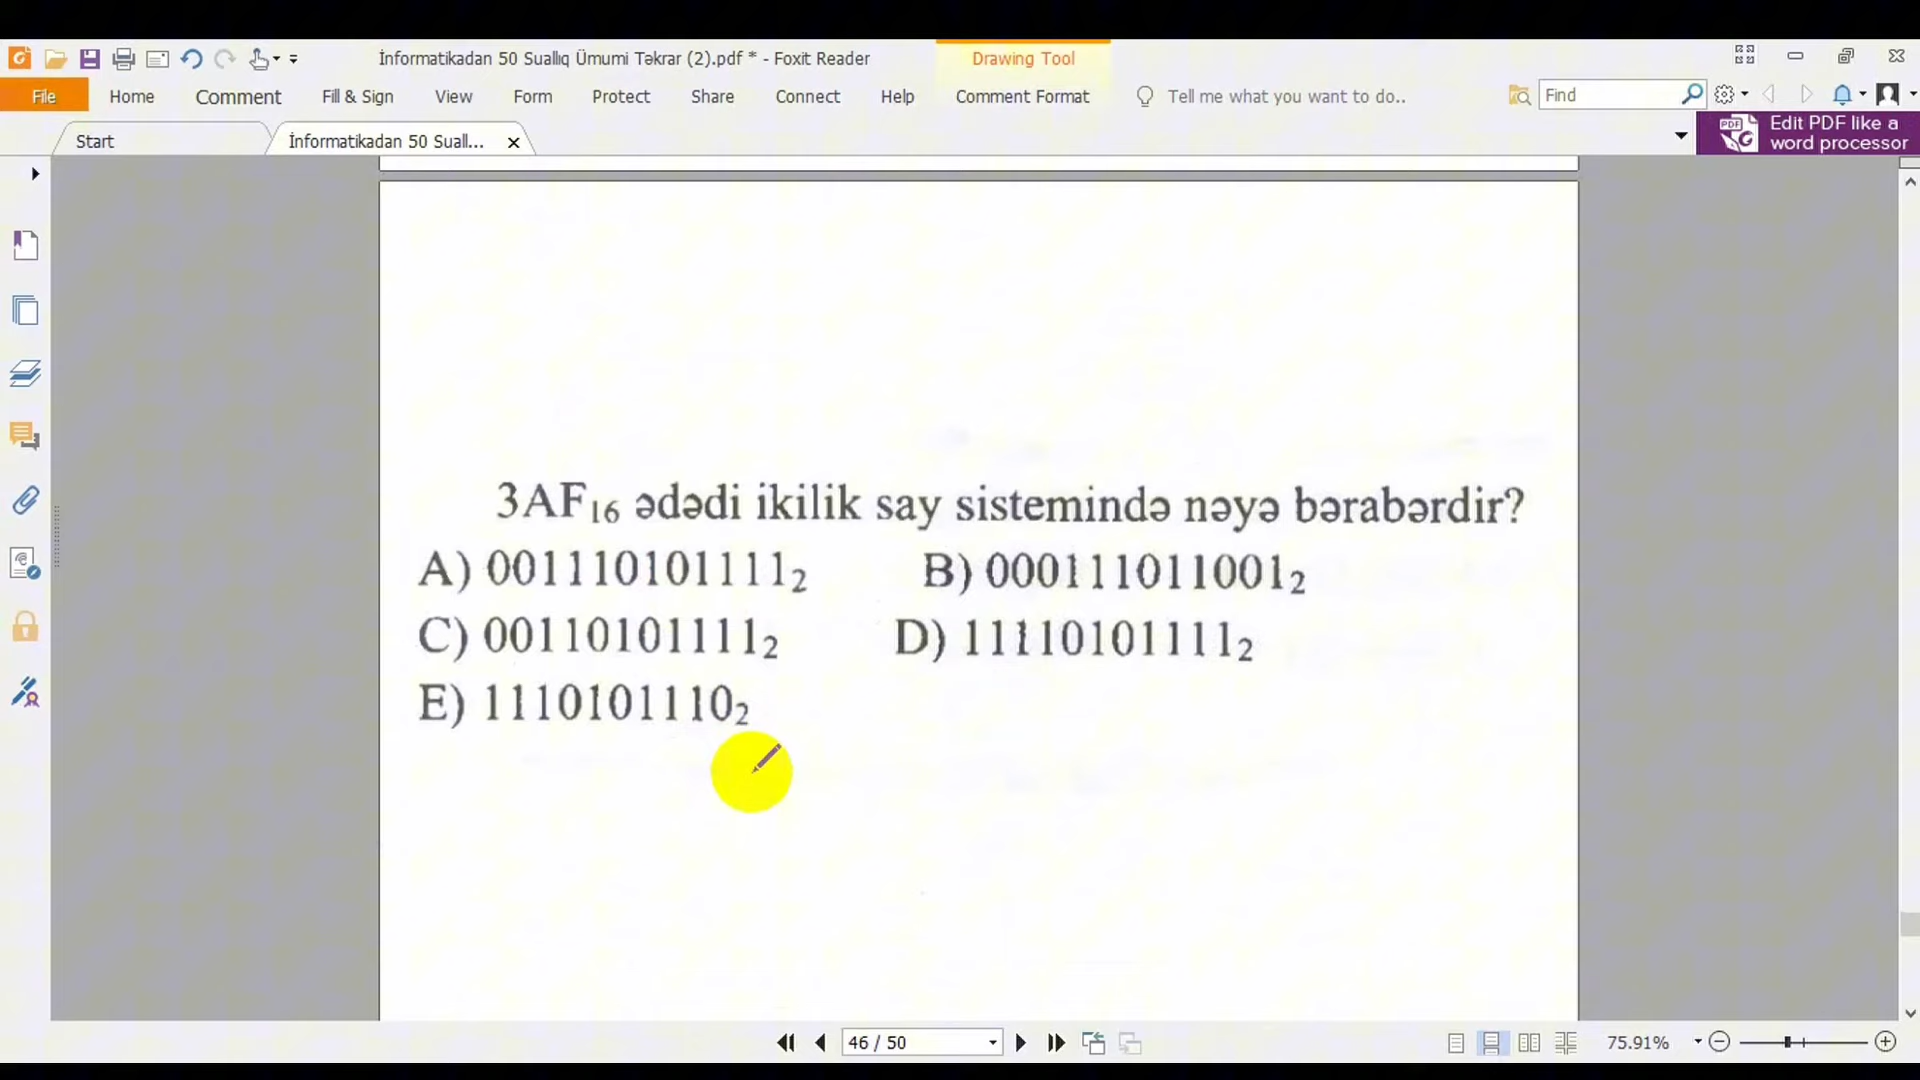 İnformatikadan 50 Suallıq Ümumi Təkrar (2).pdf * - Foxit Reader
Drawing Tool
File Home Comment Fill & Sign View Form Protect Share Connect Help Comment Format Tell me what you want to do.. Find
Start İnformatikadan 50 Suall... Edit PDF like a
word processor
3AF₁₆ ədədi ikilik say sistemində nəyə bərabərdir?
A) 001110101111₂ B) 000111011001₂
C) 00110101111₂ D) 11110101111₂
E) 1110101110₂
46 / 50 75.91%